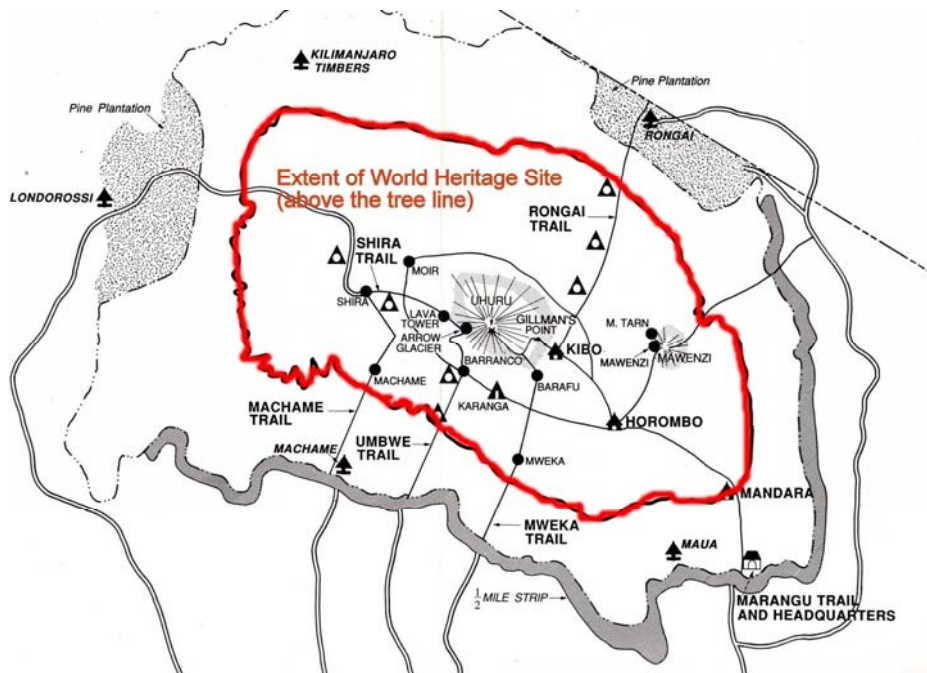 KILIMANJARO
TIMBERS
Pine Plantation
Pine Plantation
RONGAI
LONDOROSSI
Extent of World Heritage Site
(above the tree line)
RONGAI
TRAIL
SHIRA
TRAIL
MOIR
SHIRA
UHURU
LAVA
TOWER
GILLMAN'S
POINT
ARROW
GLACIER
M. TARN
KIBO
MAWENZI
MAWENZI
BARRANCO
MACHAME
BARAFU
KARANGA
MACHAME
TRAIL
HOROMBO
UMBWE
TRAIL
MACHAME
MWEKA
MANDARA
MWEKA
TRAIL
MAUA
1/2 MILE STRIP
MARANGU TRAIL
AND HEADQUARTERS